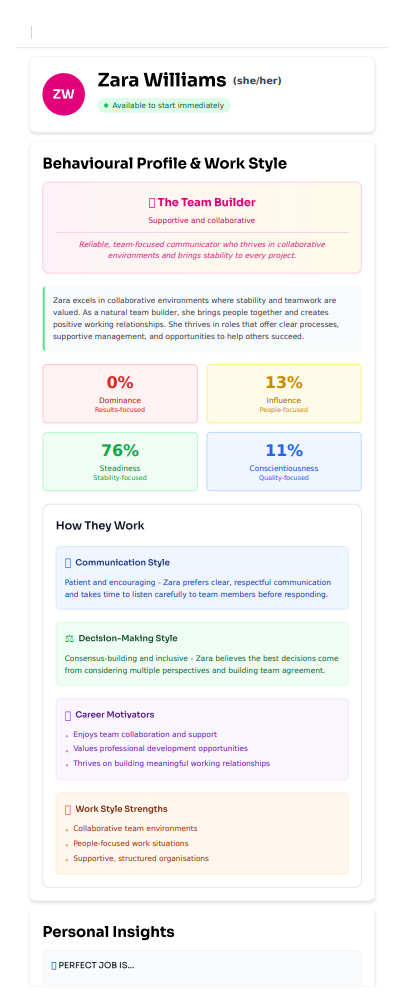 ZW
Zara Williams (she/her)
Available to start immediately
Behavioural Profile & Work Style
The Team Builder
Supportive and collaborative
Reliable, team-focused communicator who thrives in collaborative
environments and brings stability to every project.
Zara excels in collaborative environments where stability and teamwork are
valued. As a natural team builder, she brings people together and creates
positive working relationships. She thrives in roles that offer clear processes,
supportive management, and opportunities to help others succeed.
0%
Dominance
Results-focused
13%
Influence
People-focused
76%
Steadiness
Stability-focused
11%
Conscientiousness
Quality-focused
How They Work
Communication Style
Patient and encouraging - Zara prefers clear, respectful communication
and takes time to listen carefully to team members before responding.
Decision-Making Style
Consensus-building and inclusive - Zara believes the best decisions come
from considering multiple perspectives and building team agreement.
Career Motivators
• Enjoys team collaboration and support
• Values professional development opportunities
• Thrives on building meaningful working relationships
Work Style Strengths
• Collaborative team environments
• People-focused work situations
• Supportive, structured organisations
Personal Insights
PERFECT JOB IS...